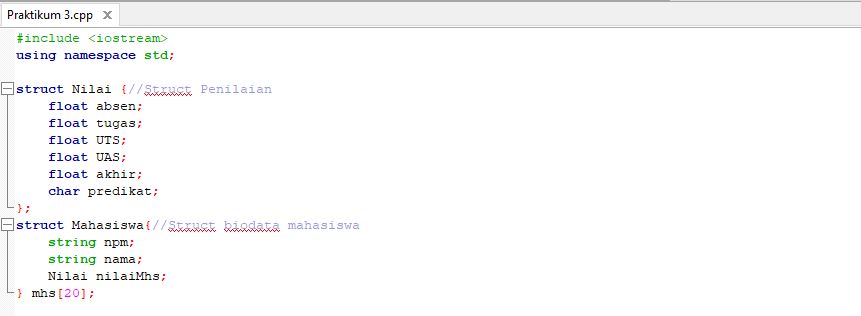 Praktikum 3.cpp
#include <iostream>
using namespace std;
struct Nilai {//Struct Penilaian
float absen;
float tugas;
float UTS;
float UAS;
float akhir;
char predikat;
};
struct Mahasiswa{//Struct biodata mahasiswa
string npm;
string nama;
Nilai nilaiMhs;
} mhs[20];